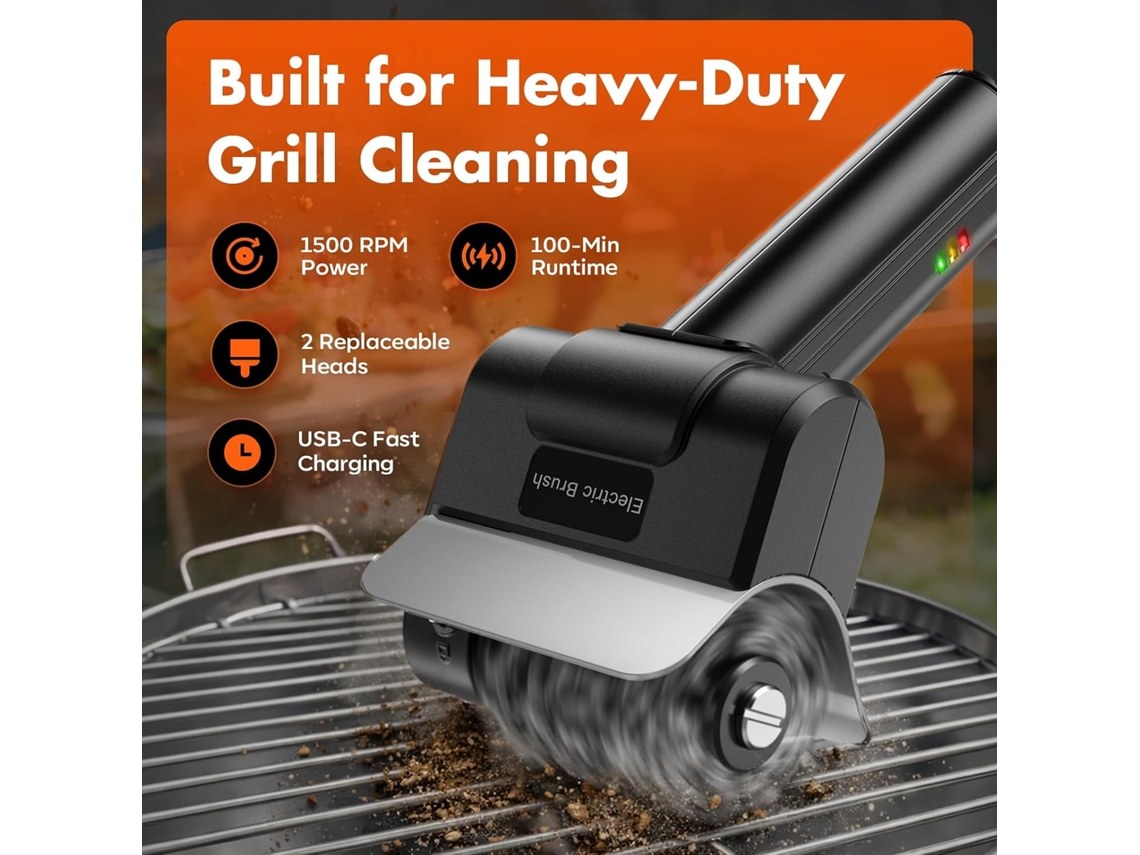 Built for Heavy-Duty
Grill Cleaning
1500 RPM
Power
100-Min
Runtime
2 Replaceable
Heads
USB-C Fast
Charging
Electric Brush